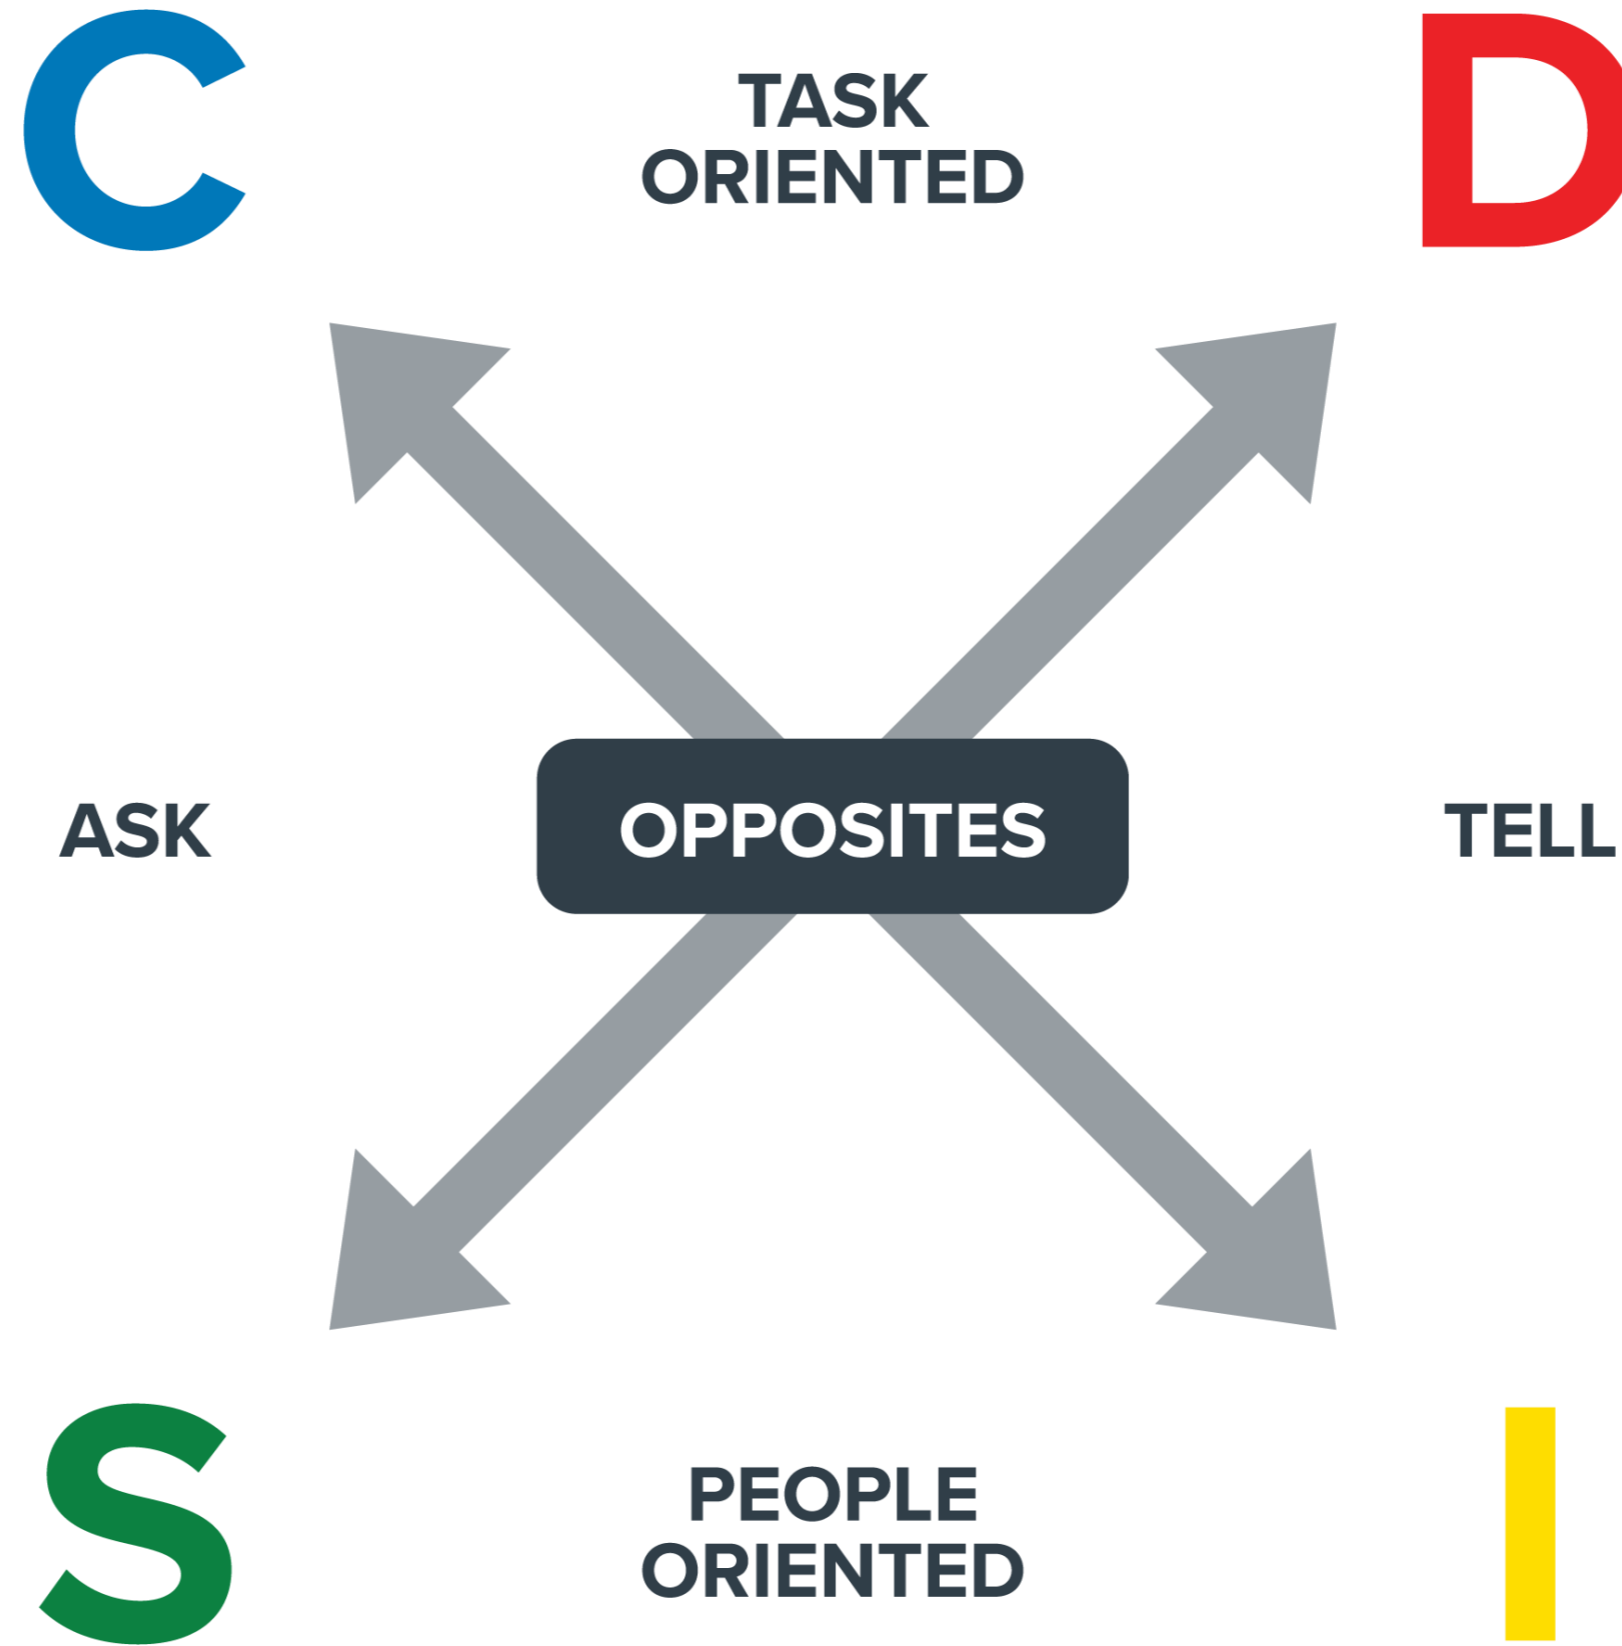 C
TASK
ORIENTED
D
ASK
OPPOSITES
TELL
S
PEOPLE
ORIENTED
I